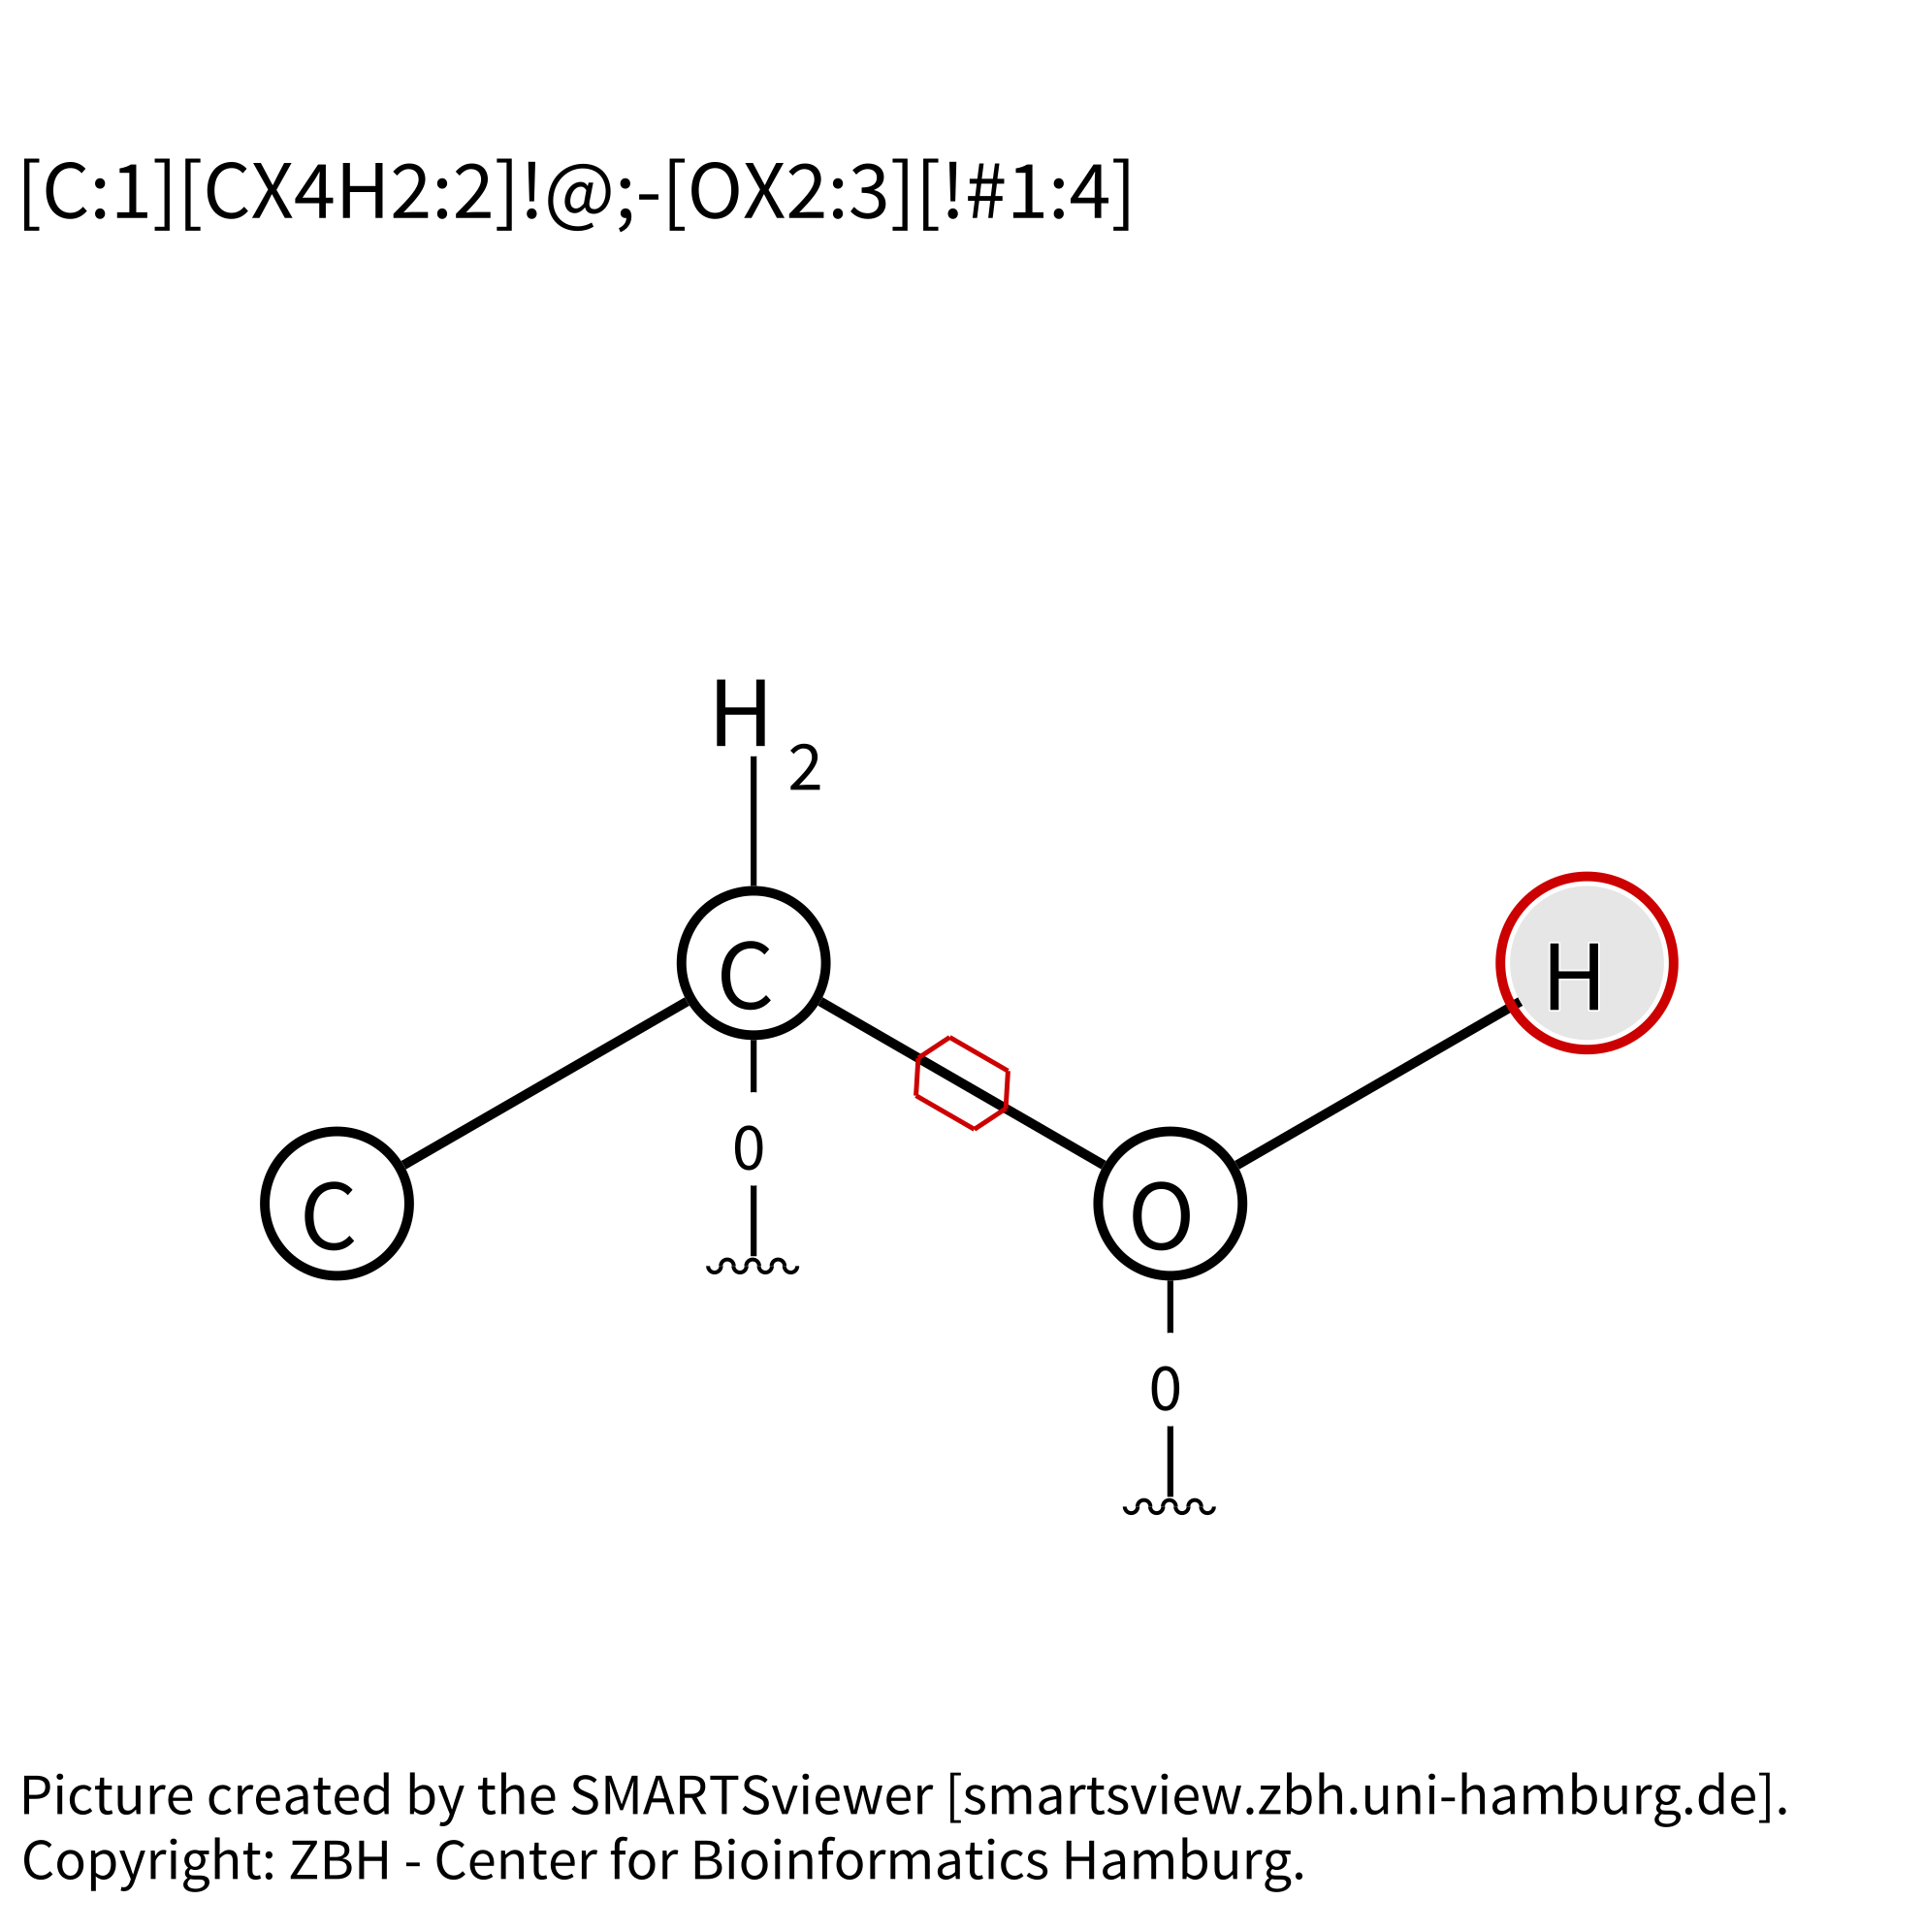 [C:1][CX4H2:2]!@;-[OX2:3][!#1:4]
H
2
C
H
C
0
O
0
Picture created by the SMARTSviewer [smartsview.zbh.uni-hamburg.de].
Copyright: ZBH - Center for Bioinformatics Hamburg.